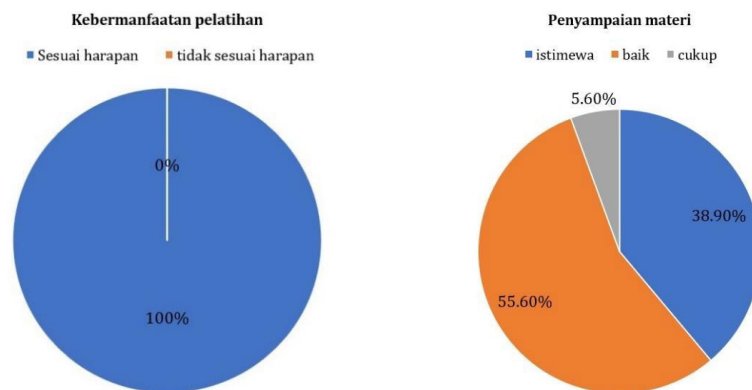 Kebermanfaatan pelatihan
Sesuai harapan tidak sesuai harapan
0%
100%
Penyampaian materi
istimewa baik cukup
5.60%
38.90%
55.60%